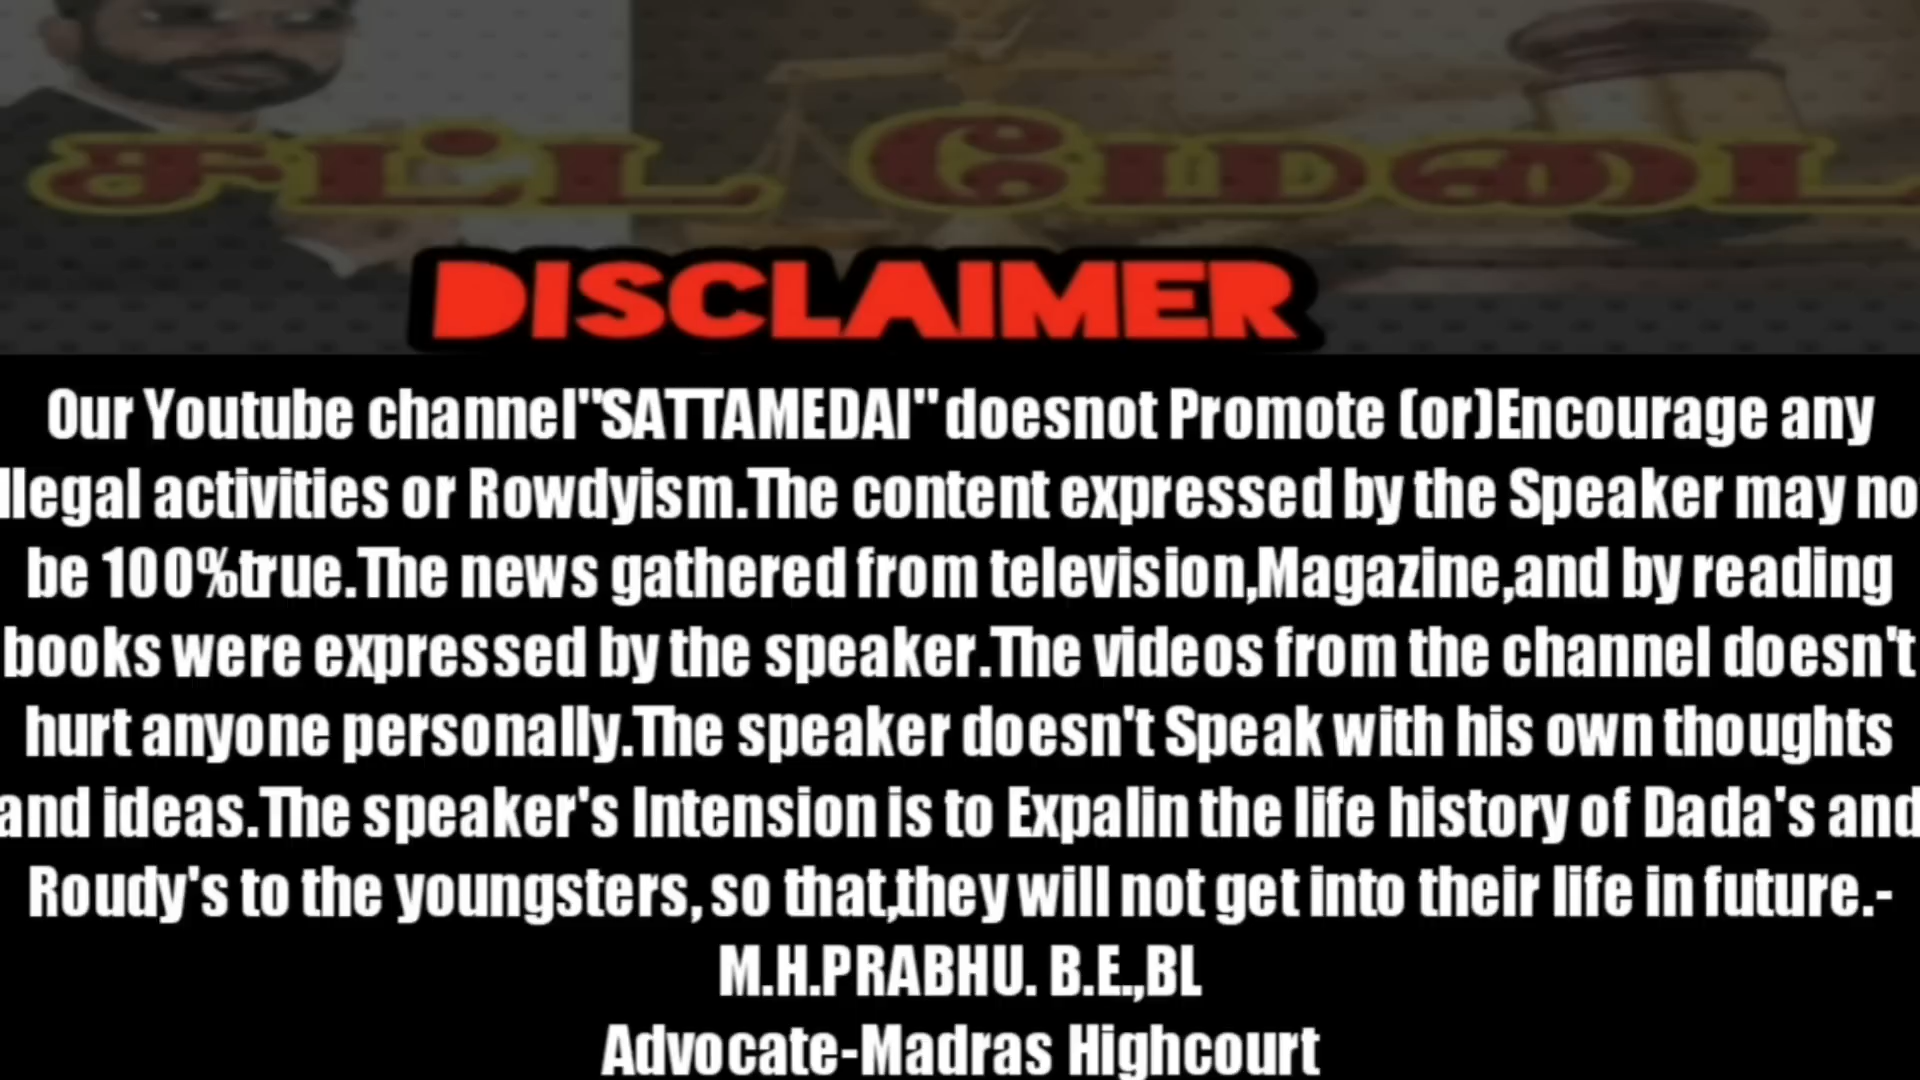 சட்ட மேடை
DISCLAIMER
Our Youtube channel"SATTAMEDAI" doesnot Promote (or)Encourage any
llegal activities or Rowdyism.The content expressed by the Speaker may no
be 100%true.The news gathered from television,Magazine,and by reading
books were expressed by the speaker.The videos from the channel doesn't
hurt anyone personally.The speaker doesn't Speak with his own thoughts
and ideas.The speaker's Intension is to Expalin the life history of Dada's and
Roudy's to the youngsters, so that,they will not get into their life in future.-
M.H.PRABHU. B.E.,BL
Advocate-Madras Highcourt